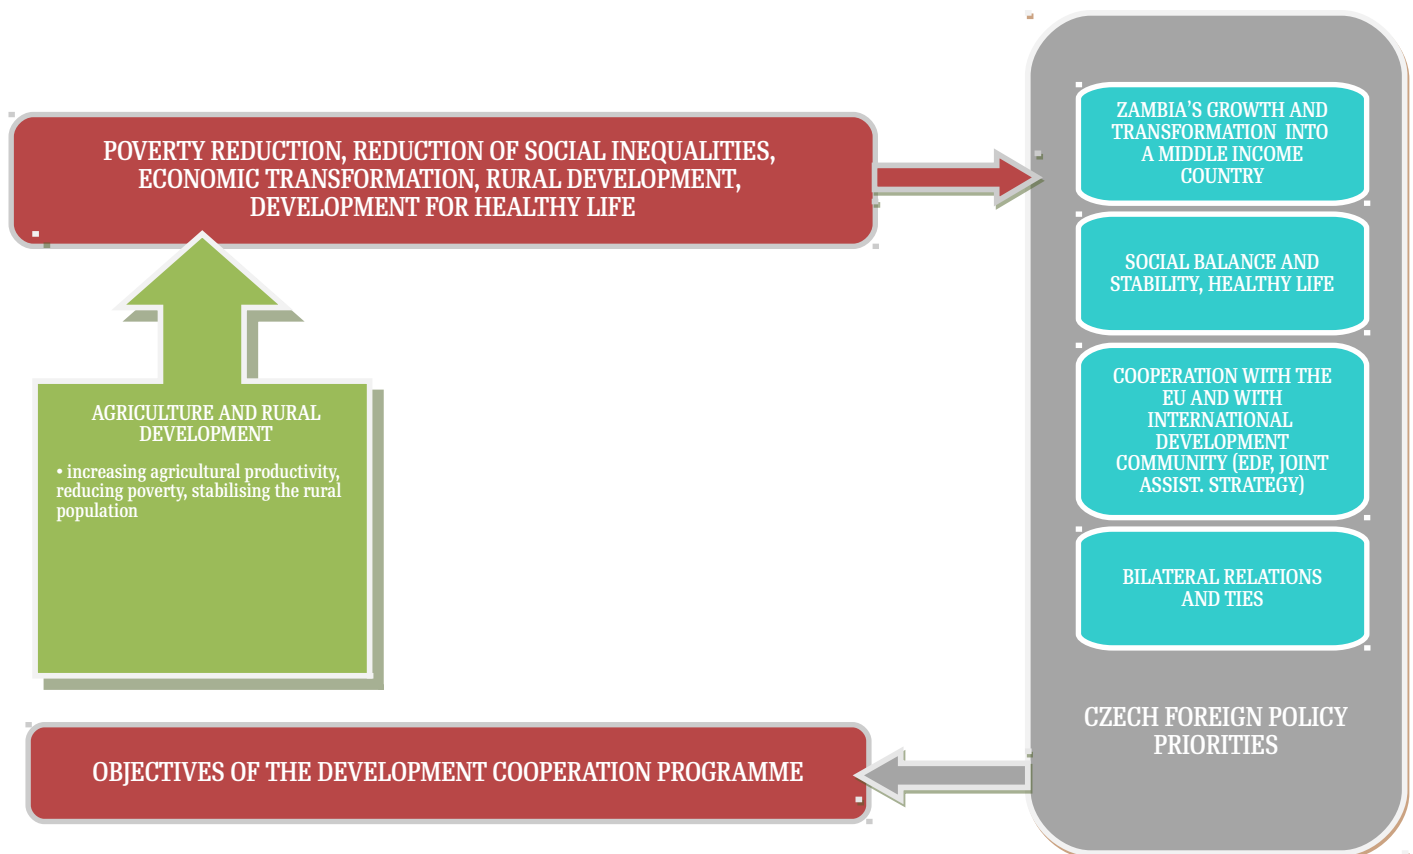 POVERTY REDUCTION, REDUCTION OF SOCIAL INEQUALITIES,
ECONOMIC TRANSFORMATION, RURAL DEVELOPMENT,
DEVELOPMENT FOR HEALTHY LIFE
AGRICULTURE AND RURAL
DEVELOPMENT
• increasing agricultural productivity,
reducing poverty, stabilising the rural
population
OBJECTIVES OF THE DEVELOPMENT COOPERATION PROGRAMME
ZAMBIA’S GROWTH AND
TRANSFORMATION INTO
A MIDDLE INCOME
COUNTRY
SOCIAL BALANCE AND
STABILITY, HEALTHY LIFE
COOPERATION WITH THE
EU AND WITH
INTERNATIONAL
DEVELOPMENT
COMMUNITY (EDF, JOINT
ASSIST. STRATEGY)
BILATERAL RELATIONS
AND TIES
CZECH FOREIGN POLICY
PRIORITIES